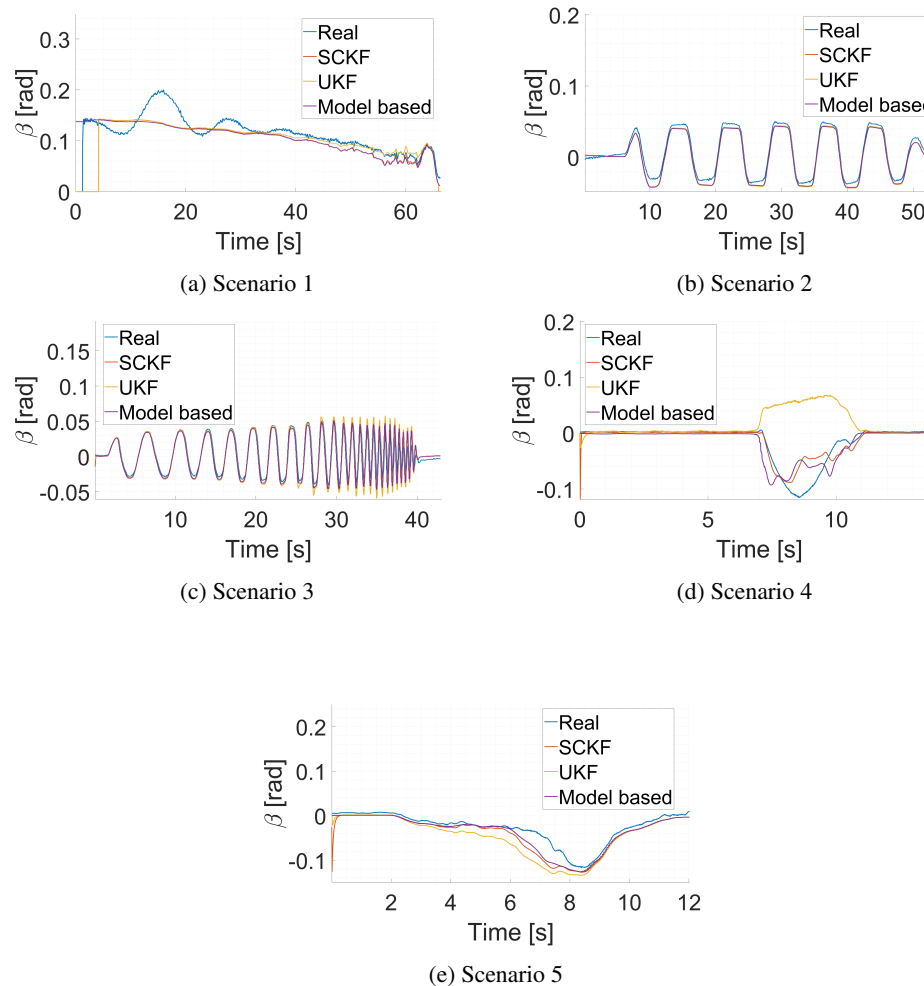 0.3
0.2
0.1
0
β [rad]
Real
SCKF
UKF
Model based
0 20 40 60
Time [s]
(a) Scenario 1
0.2
0.1
0
β [rad]
Real
SCKF
UKF
Model based
10 20 30 40 50
Time [s]
(b) Scenario 2
0.15
0.1
0.05
0
-0.05
β [rad]
Real
SCKF
UKF
Model based
10 20 30 40
Time [s]
(c) Scenario 3
0.2
0.1
0
-0.1
β [rad]
Real
SCKF
UKF
Model based
0 5 10
Time [s]
(d) Scenario 4
0.2
0.1
0
-0.1
β [rad]
Real
SCKF
UKF
Model based
2 4 6 8 10 12
Time [s]
(e) Scenario 5